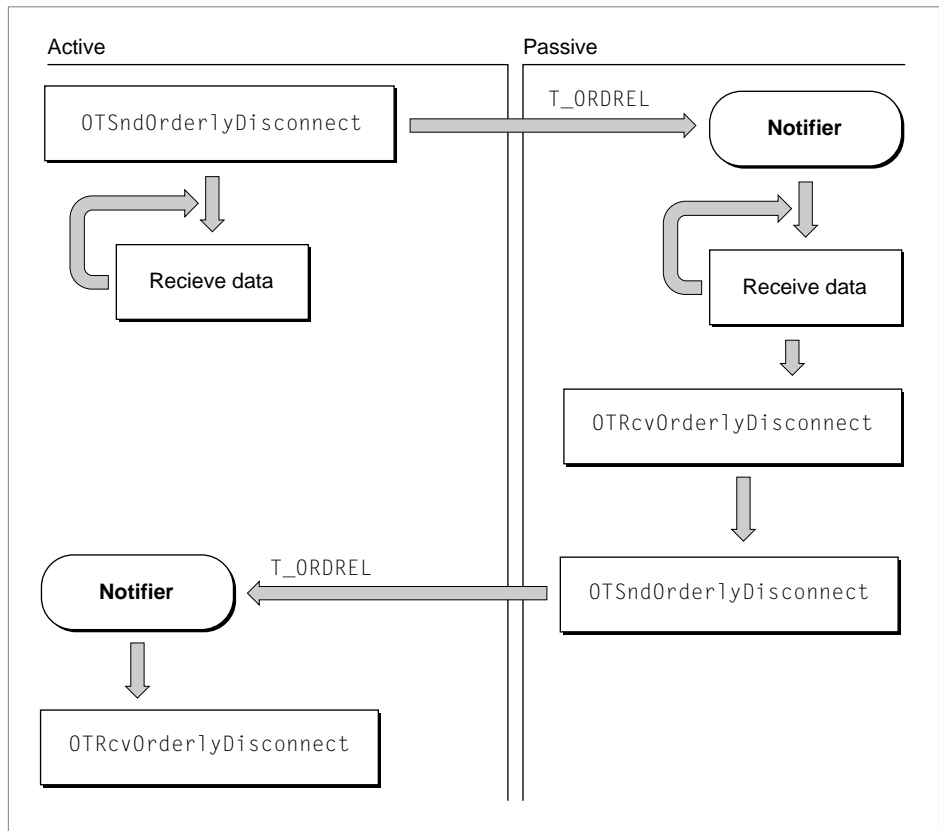 Active
Passive
OTSndOrderlyDisconnect
T_ORDREL
Notifier
Recieve data
Receive data
OTRcvOrderlyDisconnect
Notifier
T_ORDREL
OTSndOrderlyDisconnect
OTRcvOrderlyDisconnect